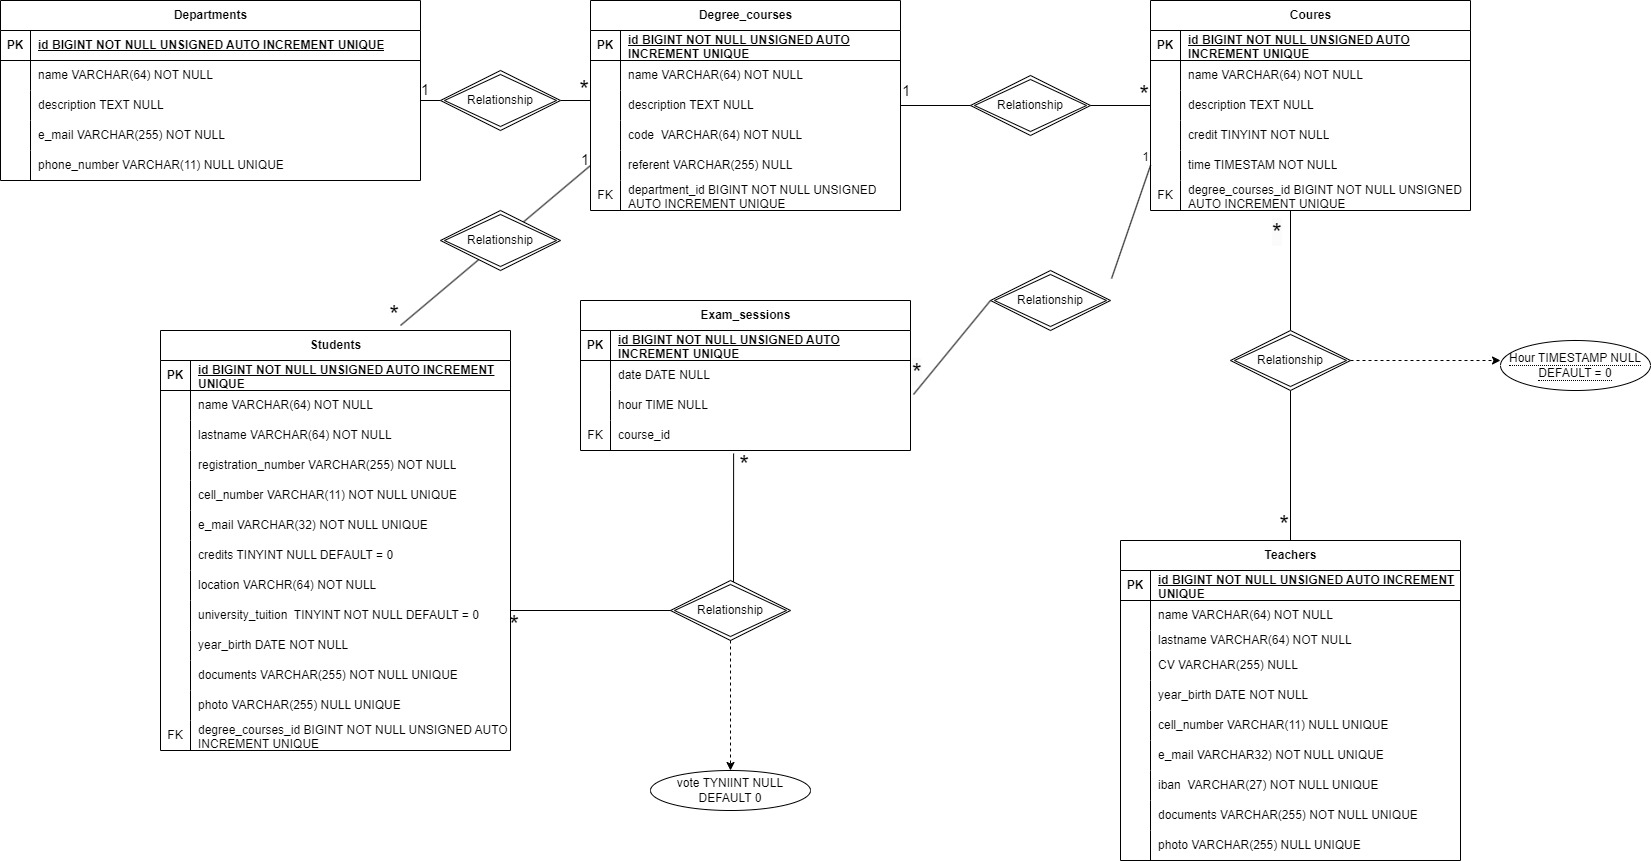 Departments
PK
id BIGINT NOT NULL UNSIGNED AUTO INCREMENT UNIQUE
name VARCHAR(64) NOT NULL
description TEXT NULL
e_mail VARCHAR(255) NOT NULL
phone_number VARCHAR(11) NULL UNIQUE
1
Relationship
*
Degree_courses
PK
id BIGINT NOT NULL UNSIGNED AUTO
INCREMENT UNIQUE
name VARCHAR(64) NOT NULL
description TEXT NULL
code  VARCHAR(64) NOT NULL
referent VARCHAR(255) NULL
FK
department_id BIGINT NOT NULL UNSIGNED
AUTO INCREMENT UNIQUE
1
Relationship
*
Coures
PK
id BIGINT NOT NULL UNSIGNED AUTO
INCREMENT UNIQUE
name VARCHAR(64) NOT NULL
description TEXT NULL
credit TINYINT NOT NULL
time TIMESTAM NOT NULL
FK
degree_courses_id BIGINT NOT NULL UNSIGNED
AUTO INCREMENT UNIQUE
1
Relationship
*
1
Relationship
*
*
Relationship
*
Hour TIMESTAMP NULL
DEFAULT = 0
Students
PK
id BIGINT NOT NULL UNSIGNED AUTO INCREMENT
UNIQUE
name VARCHAR(64) NOT NULL
lastname VARCHAR(64) NOT NULL
registration_number VARCHAR(255) NOT NULL
cell_number VARCHAR(11) NOT NULL UNIQUE
e_mail VARCHAR(32) NOT NULL UNIQUE
credits TINYINT NULL DEFAULT = 0
location VARCHR(64) NOT NULL
university_tuition  TINYINT NOT NULL DEFAULT = 0
year_birth DATE NOT NULL
documents VARCHAR(255) NOT NULL UNIQUE
photo VARCHAR(255) NULL UNIQUE
FK
degree_courses_id BIGINT NOT NULL UNSIGNED AUTO
INCREMENT UNIQUE
Exam_sessions
PK
id BIGINT NOT NULL UNSIGNED AUTO
INCREMENT UNIQUE
date DATE NULL
hour TIME NULL
FK
course_id
*
*
Relationship
vote TYNIINT NULL
DEFAULT 0
Teachers
PK
id BIGINT NOT NULL UNSIGNED AUTO INCREMENT
UNIQUE
name VARCHAR(64) NOT NULL
lastname VARCHAR(64) NOT NULL
CV VARCHAR(255) NULL
year_birth DATE NOT NULL
cell_number VARCHAR(11) NULL UNIQUE
e_mail VARCHAR32) NOT NULL UNIQUE
iban  VARCHAR(27) NOT NULL UNIQUE
documents VARCHAR(255) NOT NULL UNIQUE
photo VARCHAR(255) NULL UNIQUE